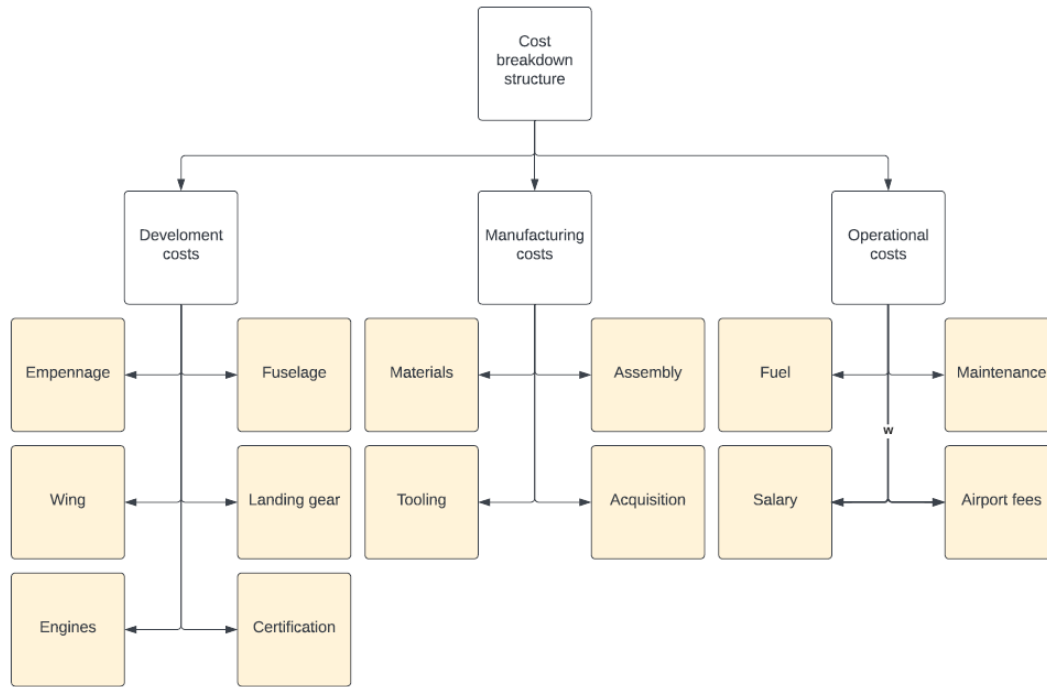 Cost
breakdown
structure
Develoment
costs
Manufacturing
costs
Operational
costs
Empennage
Fuselage
Materials
Assembly
Fuel
Maintenance
w
Wing
Landing gear
Tooling
Acquisition
Salary
Airport fees
Engines
Certification